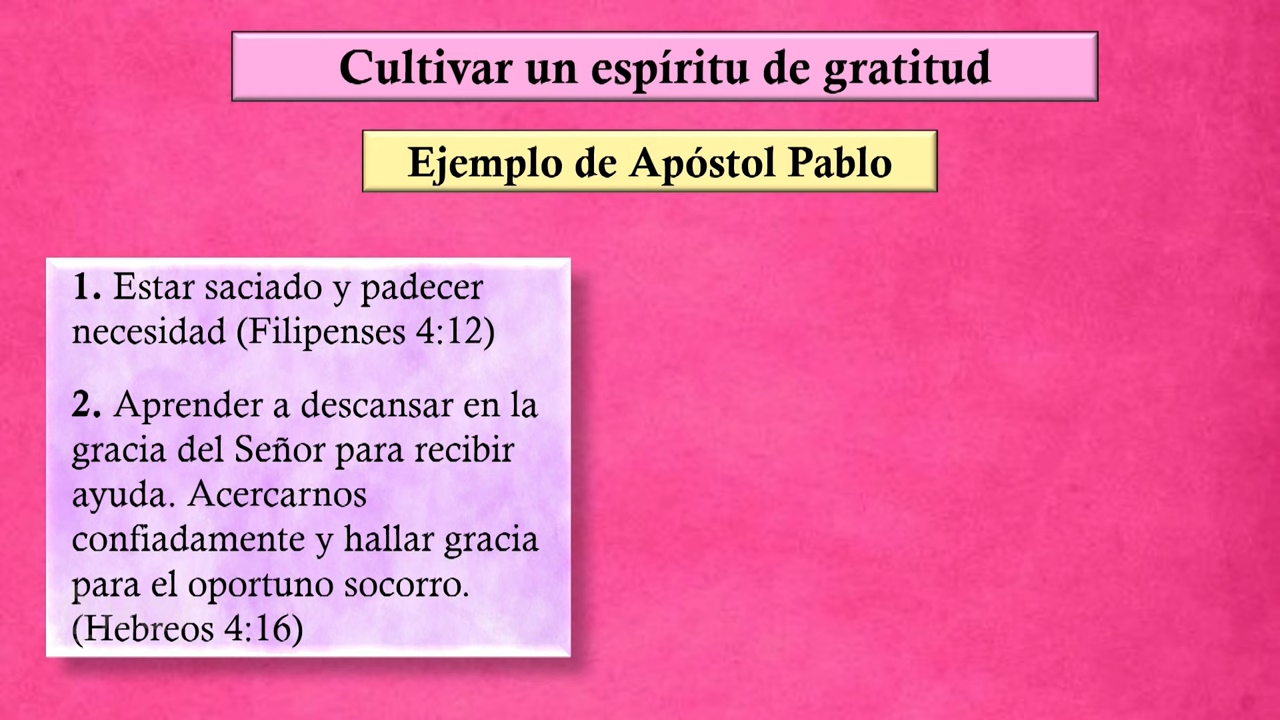 Cultivar un espíritu de gratitud
Ejemplo de Apóstol Pablo
1. Estar saciado y padecer
necesidad (Filipenses 4:12)
2. Aprender a descansar en la
gracia del Señor para recibir
ayuda. Acercarnos
confiadamente y hallar gracia
para el oportuno socorro.
(Hebreos 4:16)